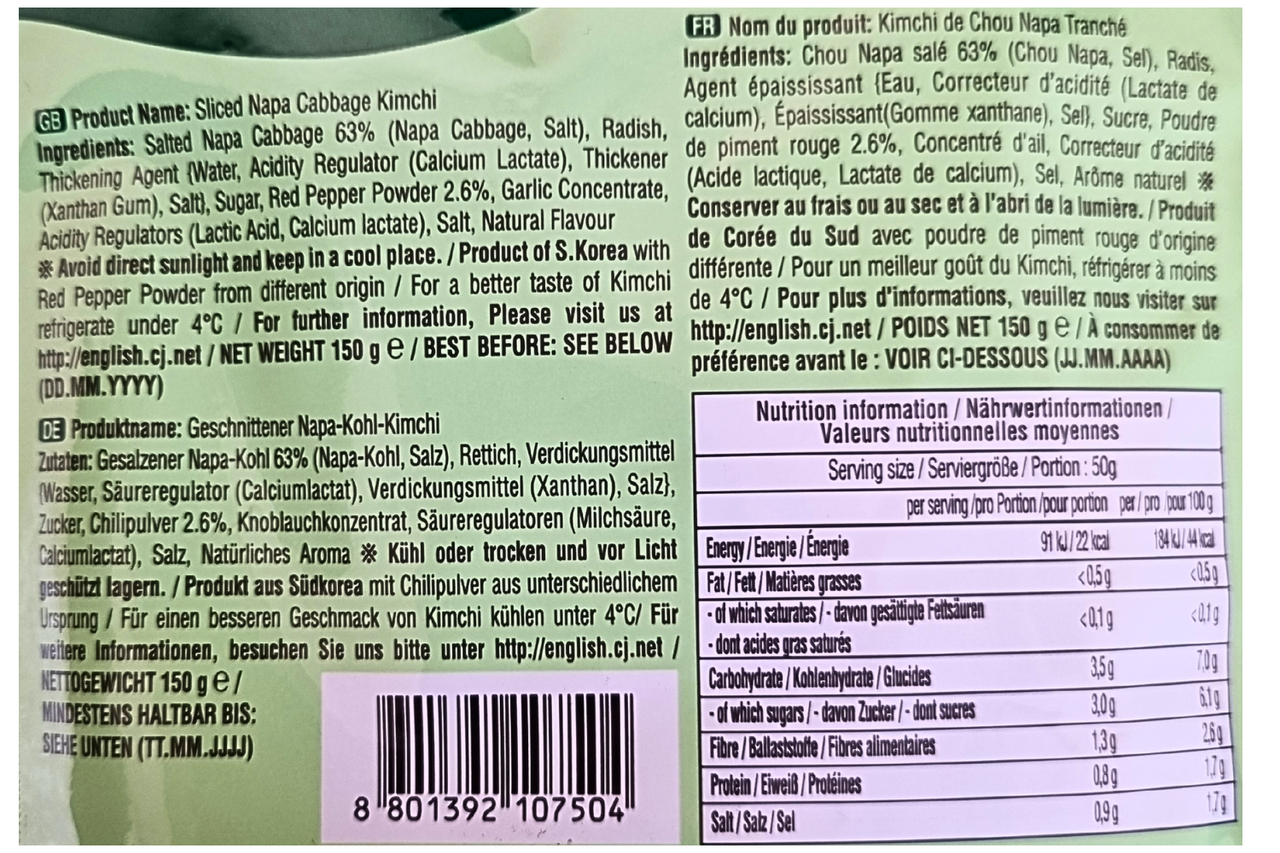 GB Product Name: Sliced Napa Cabbage Kimchi
Ingredients: Salted Napa Cabbage 63% (Napa Cabbage, Salt), Radish,
Thickening Agent {Water, Acidity Regulator (Calcium Lactate), Thickener
(Xanthan Gum), Salt}, Sugar, Red Pepper Powder 2.6%, Garlic Concentrate,
Acidity Regulators (Lactic Acid, Calcium lactate), Salt, Natural Flavour
※ Avoid direct sunlight and keep in a cool place. / Product of S.Korea with
Red Pepper Powder from different origin / For a better taste of Kimchi
refrigerate under 4°C / For further information, Please visit us at
http://english.cj.net / NET WEIGHT 150 g ℮ / BEST BEFORE: SEE BELOW
(DD.MM.YYYY)
DE Produktname: Geschnittener Napa-Kohl-Kimchi
Zutaten: Gesalzener Napa-Kohl 63% (Napa-Kohl, Salz), Rettich, Verdickungsmittel
{Wasser, Säureregulator (Calciumlactat), Verdickungsmittel (Xanthan), Salz},
Zucker, Chilipulver 2.6%, Knoblauchkonzentrat, Säureregulatoren (Milchsäure,
Calciumlactat), Salz, Natürliches Aroma ※ Kühl oder trocken und vor Licht
geschützt lagern. / Produkt aus Südkorea mit Chilipulver aus unterschiedlichem
Ursprung / Für einen besseren Geschmack von Kimchi kühlen unter 4°C/ Für
weitere Informationen, besuchen Sie uns bitte unter http://english.cj.net /
NETTOGEWICHT 150 g ℮ /
MINDESTENS HALTBAR BIS:
SIEHE UNTEN (TT.MM.JJJJ)
8 801392 107504
FR Nom du produit: Kimchi de Chou Napa Tranché
Ingrédients: Chou Napa salé 63% (Chou Napa, Sel), Radis,
Agent épaississant {Eau, Correcteur d'acidité (Lactate de
calcium), Épaississant(Gomme xanthane), Sel}, Sucre, Poudre
de piment rouge 2.6%, Concentré d'ail, Correcteur d'acidité
(Acide lactique, Lactate de calcium), Sel, Arôme naturel ※
Conserver au frais ou au sec et à l'abri de la lumière. / Produit
de Corée du Sud avec poudre de piment rouge d'origine
différente / Pour un meilleur goût du Kimchi, réfrigérer à moins
de 4°C / Pour plus d'informations, veuillez nous visiter sur
http://english.cj.net / POIDS NET 150 g ℮ / À consommer de
préférence avant le : VOIR CI-DESSOUS (JJ.MM.AAAA)
Nutrition information / Nährwertinformationen /
Valeurs nutritionnelles moyennes
Serving size / Serviergröße / Portion : 50g
per serving /pro Portion /pour portion per / pro /pour 100 g
Energy / Energie / Énergie 91 kJ / 22 kcal 184 kJ / 44 kcal
Fat / Fett / Matières grasses <0,5 g <0,5 g
- of which saturates / - davon gesättigte Fettsäuren <0,1 g <0,1 g
- dont acides gras saturés
Carbohydrate / Kohlenhydrate / Glucides 3,5 g 7,0 g
- of which sugars / - davon Zucker / - dont sucres 3,0 g 6,1 g
Fibre / Ballaststoffe / Fibres alimentaires 1,3 g 2,6 g
Protein / Eiweiß / Protéines 0,8 g 1,7 g
Salt / Salz / Sel 0,9 g 1,7 g